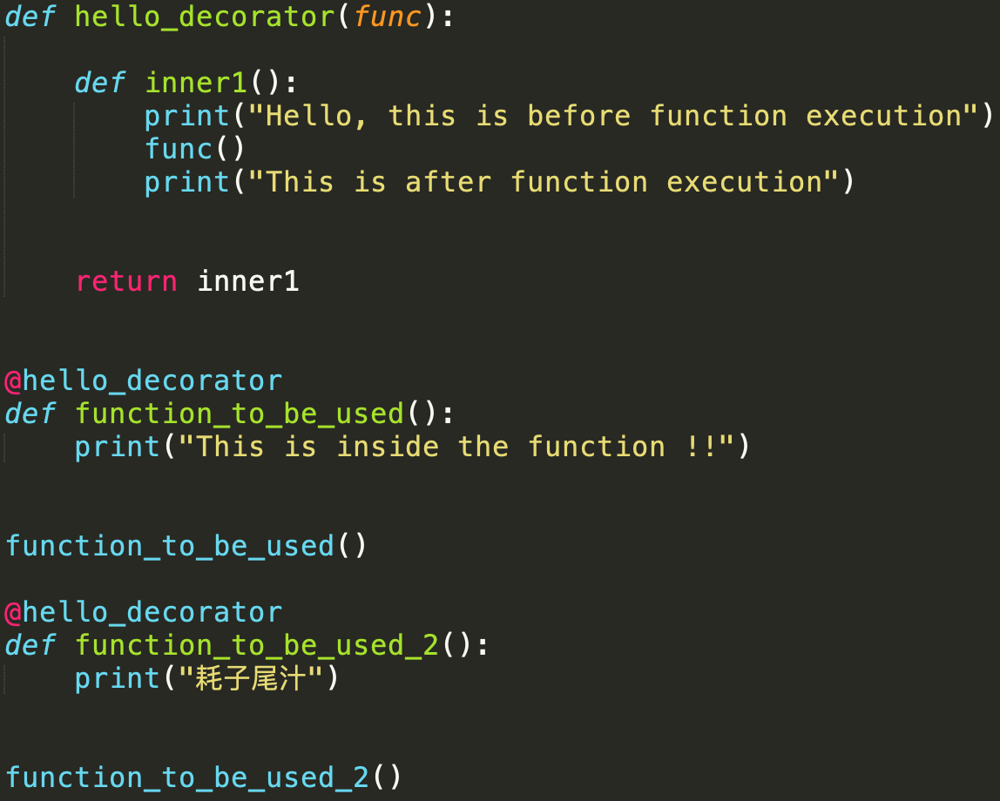 def hello_decorator(func):
    def inner1():
        print("Hello, this is before function execution")
        func()
        print("This is after function execution")
    return inner1
@hello_decorator
def function_to_be_used():
    print("This is inside the function !!")
function_to_be_used()
@hello_decorator
def function_to_be_used_2():
    print("耗子尾汁")
function_to_be_used_2()